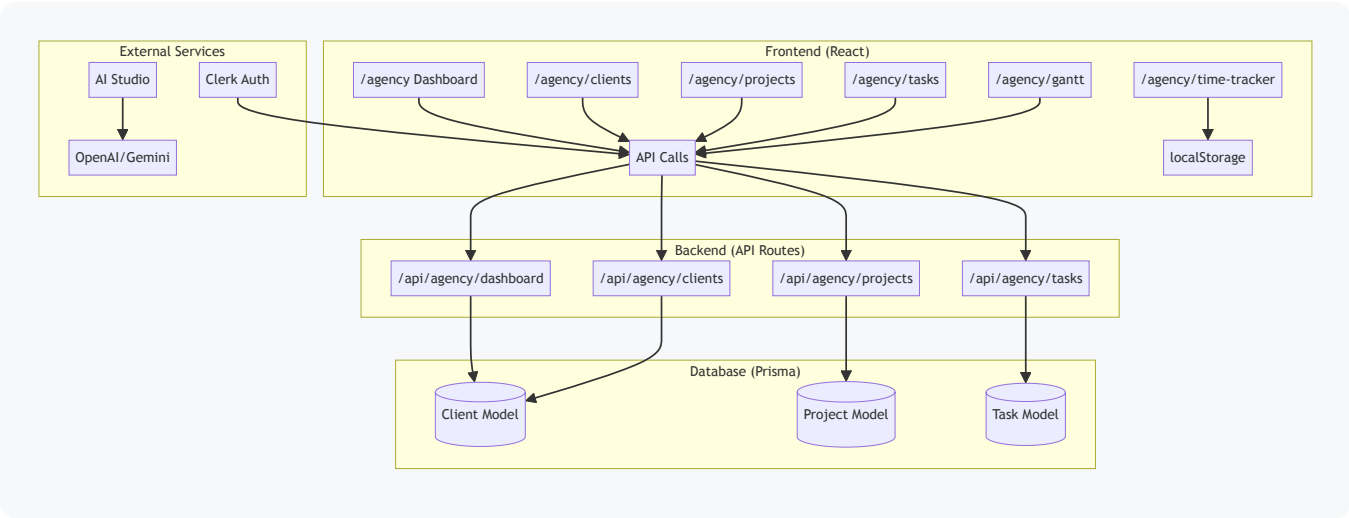 External Services
Frontend (React)
AI Studio
Clerk Auth
/agency Dashboard
/agency/clients
/agency/projects
/agency/tasks
/agency/gantt
/agency/time-tracker
OpenAI/Gemini
API Calls
localStorage
Backend (API Routes)
/api/agency/dashboard
/api/agency/clients
/api/agency/projects
/api/agency/tasks
Database (Prisma)
Client Model
Project Model
Task Model